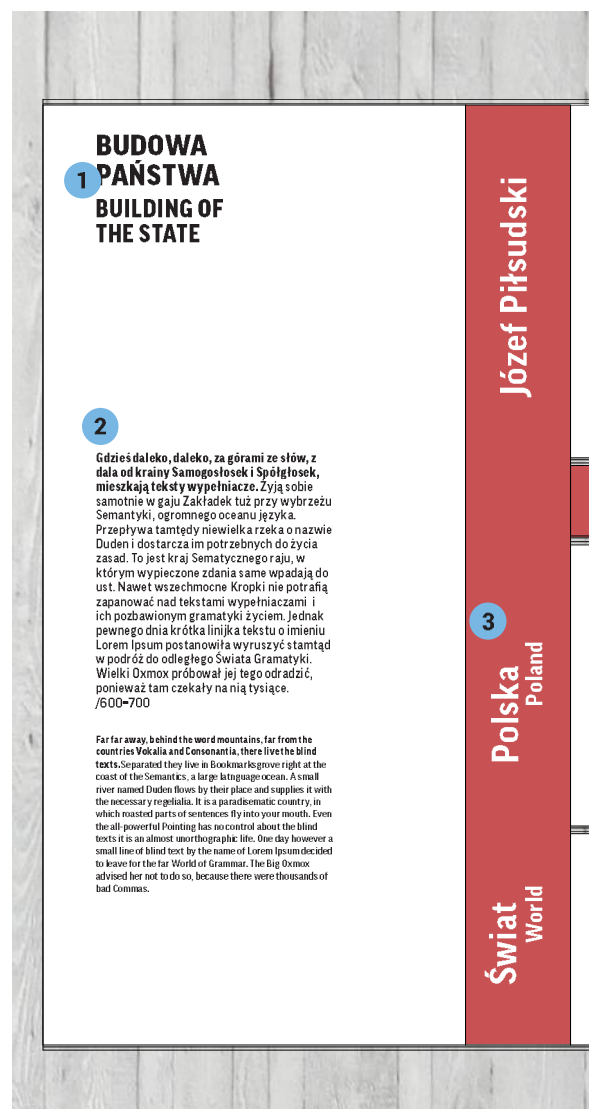 BUDOWA
PAŃSTWA
1
BUILDING OF
THE STATE
2
Gdzieś daleko, daleko, za górami ze słów, z
dala od krainy Samogosłosek i Spółgłosek,
mieszkają teksty wypełniacze. Żyją sobie
samotnie w gaju Zakładek tuż przy wybrzeżu
Semantyki, ogromnego oceanu języka.
Przepływa tamtędy niewielka rzeka o nazwie
Duden i dostarcza im potrzebnych do życia
zasad. To jest kraj Sematycznego raju, w
którym wypieczone zdania same wpadają do
ust. Nawet wszechmocne Kropki nie potrafią
zapanować nad tekstami wypełniaczami i
ich pozbawionym gramatyki życiem. Jednak
pewnego dnia krótka linijka tekstu o imieniu
Lorem Ipsum postanowiła wyruszyć stamtąd
w podróż do odległego Świata Gramatyki.
Wielki Oxmox próbował jej tego odradzić,
ponieważ tam czekały na nią tysiące.
/600-700
Far far away, behind the word mountains, far from the
countries Vokalia and Consonantia, there live the blind
texts. Separated they live in Bookmarksgrove right at the
coast of the Semantics, a large latnguage ocean. A small
river named Duden flows by their place and supplies it with
the necessary regelialia. It is a paradisematic country, in
which roasted parts of sentences fly into your mouth. Even
the all-powerful Pointing has no control about the blind
texts it is an almost unorthographic life. One day however a
small line of blind text by the name of Lorem Ipsum decided
to leave for the far World of Grammar. The Big Oxmox
advised her not to do so, because there were thousands of
bad Commas.
Józef Piłsudski
3
Polska
Poland
Świat
World